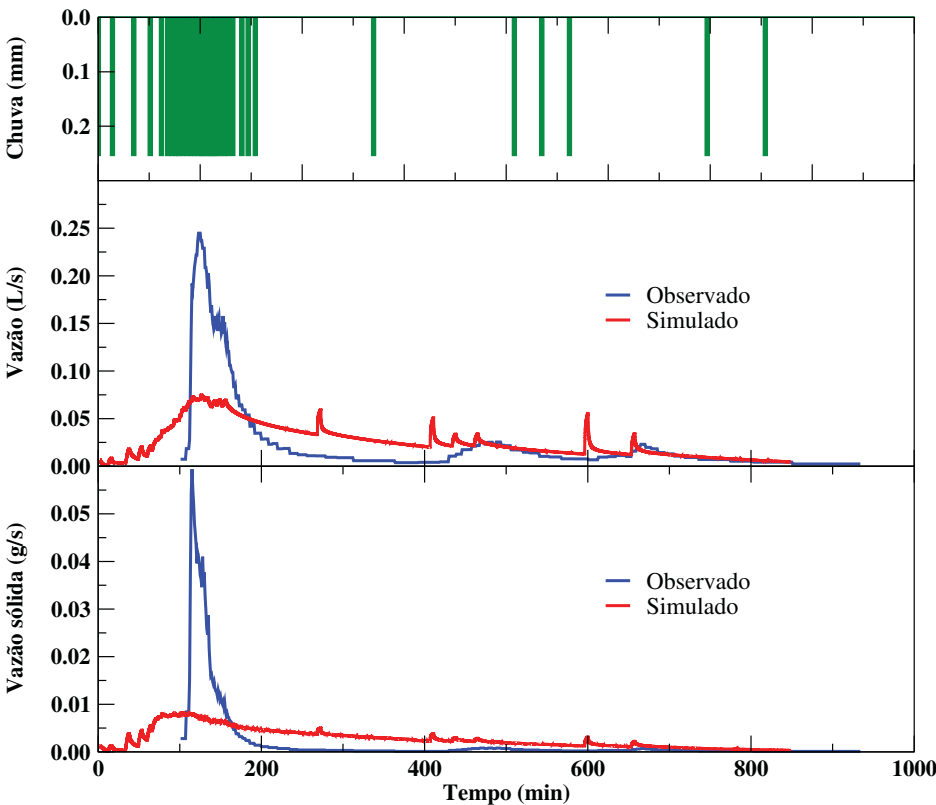 0.0
0.1
0.2
Chuva (mm)
0.25
0.20
0.15
0.10
0.05
0.00
Vazão (L/s)
Observado
Simulado
0.05
0.04
0.03
0.02
0.01
0.00
Vazão sólida (g/s)
Observado
Simulado
0 200 400 600 800 1000
Tempo (min)